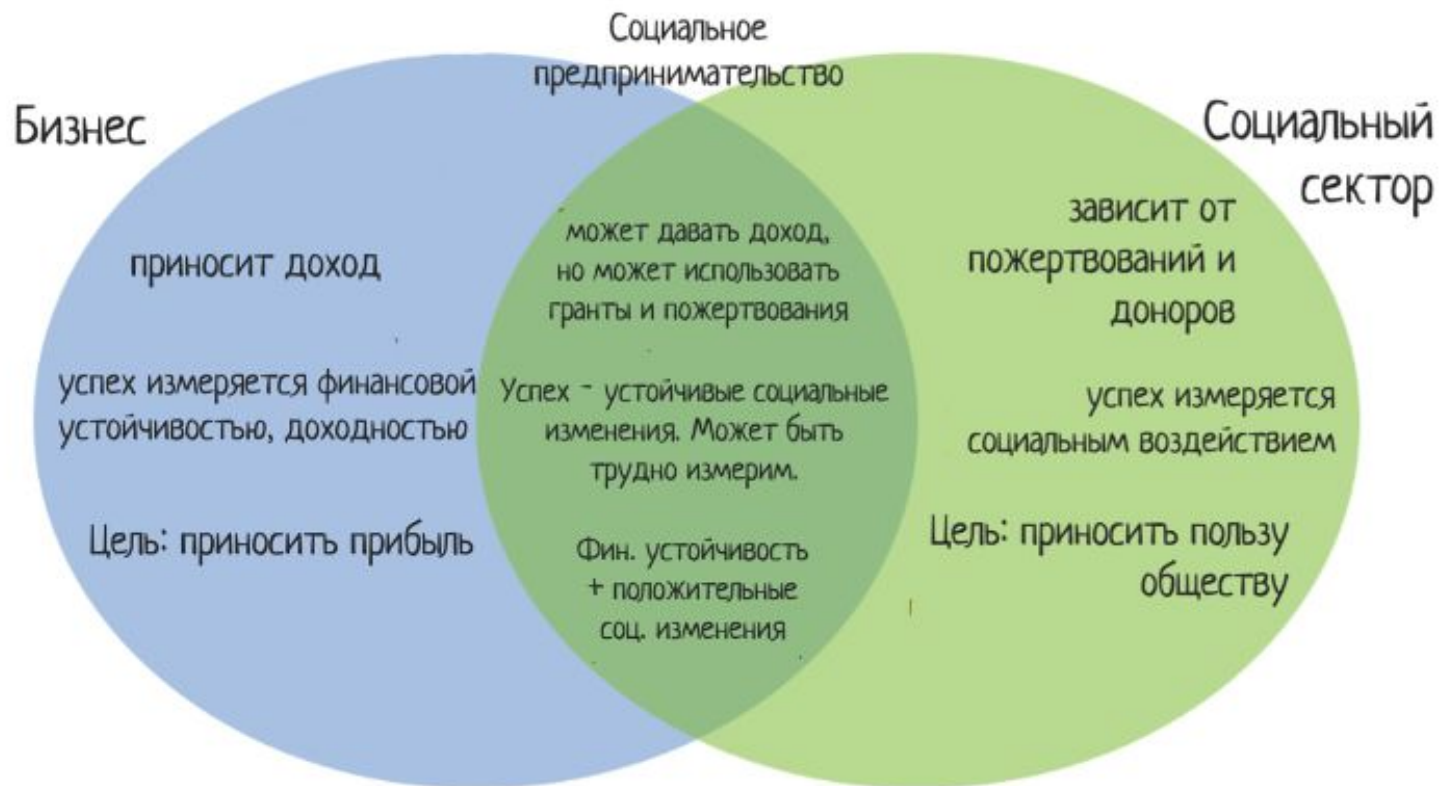 Социальное
предпринимательство
Бизнес
Социальный
сектор
приносит доход
успех измеряется финансовой
устойчивостью, доходностью
Цель: приносить прибыль
может давать доход,
но может использовать
гранты и пожертвования
Успех - устойчивые социальные
изменения. Может быть
трудно измерим.
Фин. устойчивость
+ положительные
соц. изменения
зависит от
пожертвований и
доноров
успех измеряется
социальным воздействием
Цель: приносить пользу
обществу